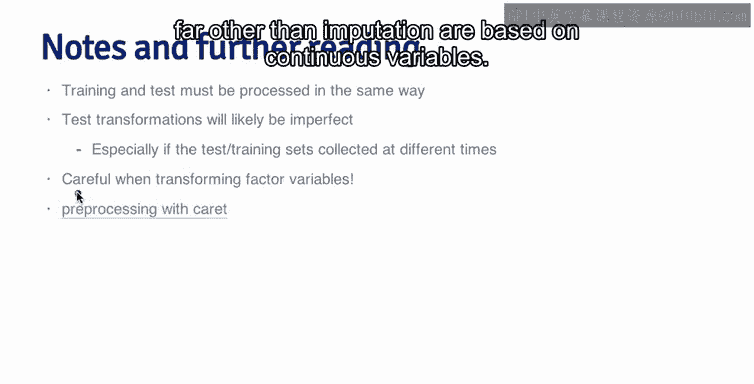 far other than imputation are based on
continuous variables.
Notes and further reading
· Training and test must be processed in the same way
· Test transformations will likely be imperfect
- Especially if the test/training sets collected at different times
· Careful when transforming factor variables!
· preprocessing with caret